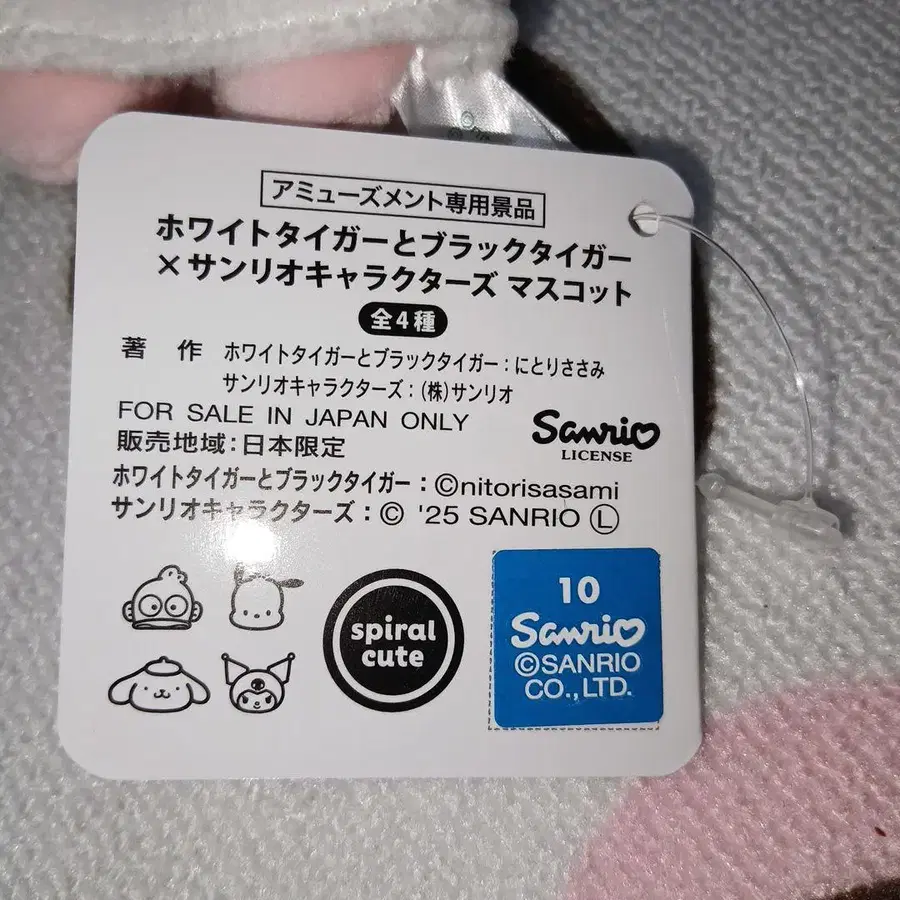 アミューズメント専用景品
ホワイトタイガーとブラックタイガー
×サンリオキャラクターズ マスコット
全4種
著 作 ホワイトタイガーとブラックタイガー：にとりささみ
サンリオキャラクターズ：(株)サンリオ
FOR SALE IN JAPAN ONLY
販売地域：日本限定
Sanrio
LICENSE
ホワイトタイガーとブラックタイガー：©nitorisasami
サンリオキャラクターズ：© '25 SANRIO Ⓛ
spiral
cute
10
Sanrio
©SANRIO
CO.,LTD.